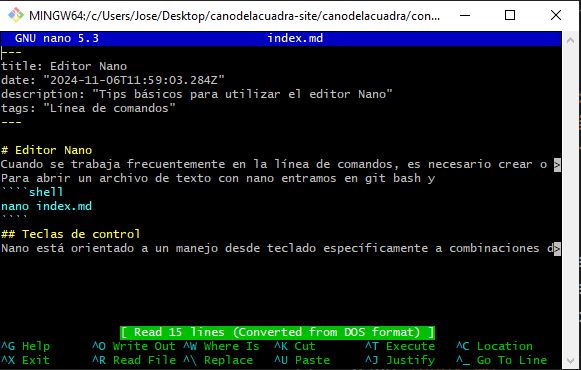 MINGW64:/c/Users/Jose/Desktop/canodelacuadra-site/canodelacuadra/con...
GNU nano 5.3 index.md
---
title: Editor Nano
date: "2024-11-06T11:59:03.284Z"
description: "Tips básicos para utilizar el editor Nano"
tags: "Línea de comandos"
---
# Editor Nano
Cuando se trabaja frecuentemente en la línea de comandos, es necesario crear o >
Para abrir un archivo de texto con nano entramos en git bash y
````shell
nano index.md
````
## Teclas de control
Nano está orientado a un manejo desde teclado específicamente a combinaciones d>
[ Read 15 lines (Converted from DOS format) ]
^G Help ^O Write Out ^W Where Is ^K Cut ^T Execute ^C Location
^X Exit ^R Read File ^\ Replace ^U Paste ^J Justify ^_ Go To Line